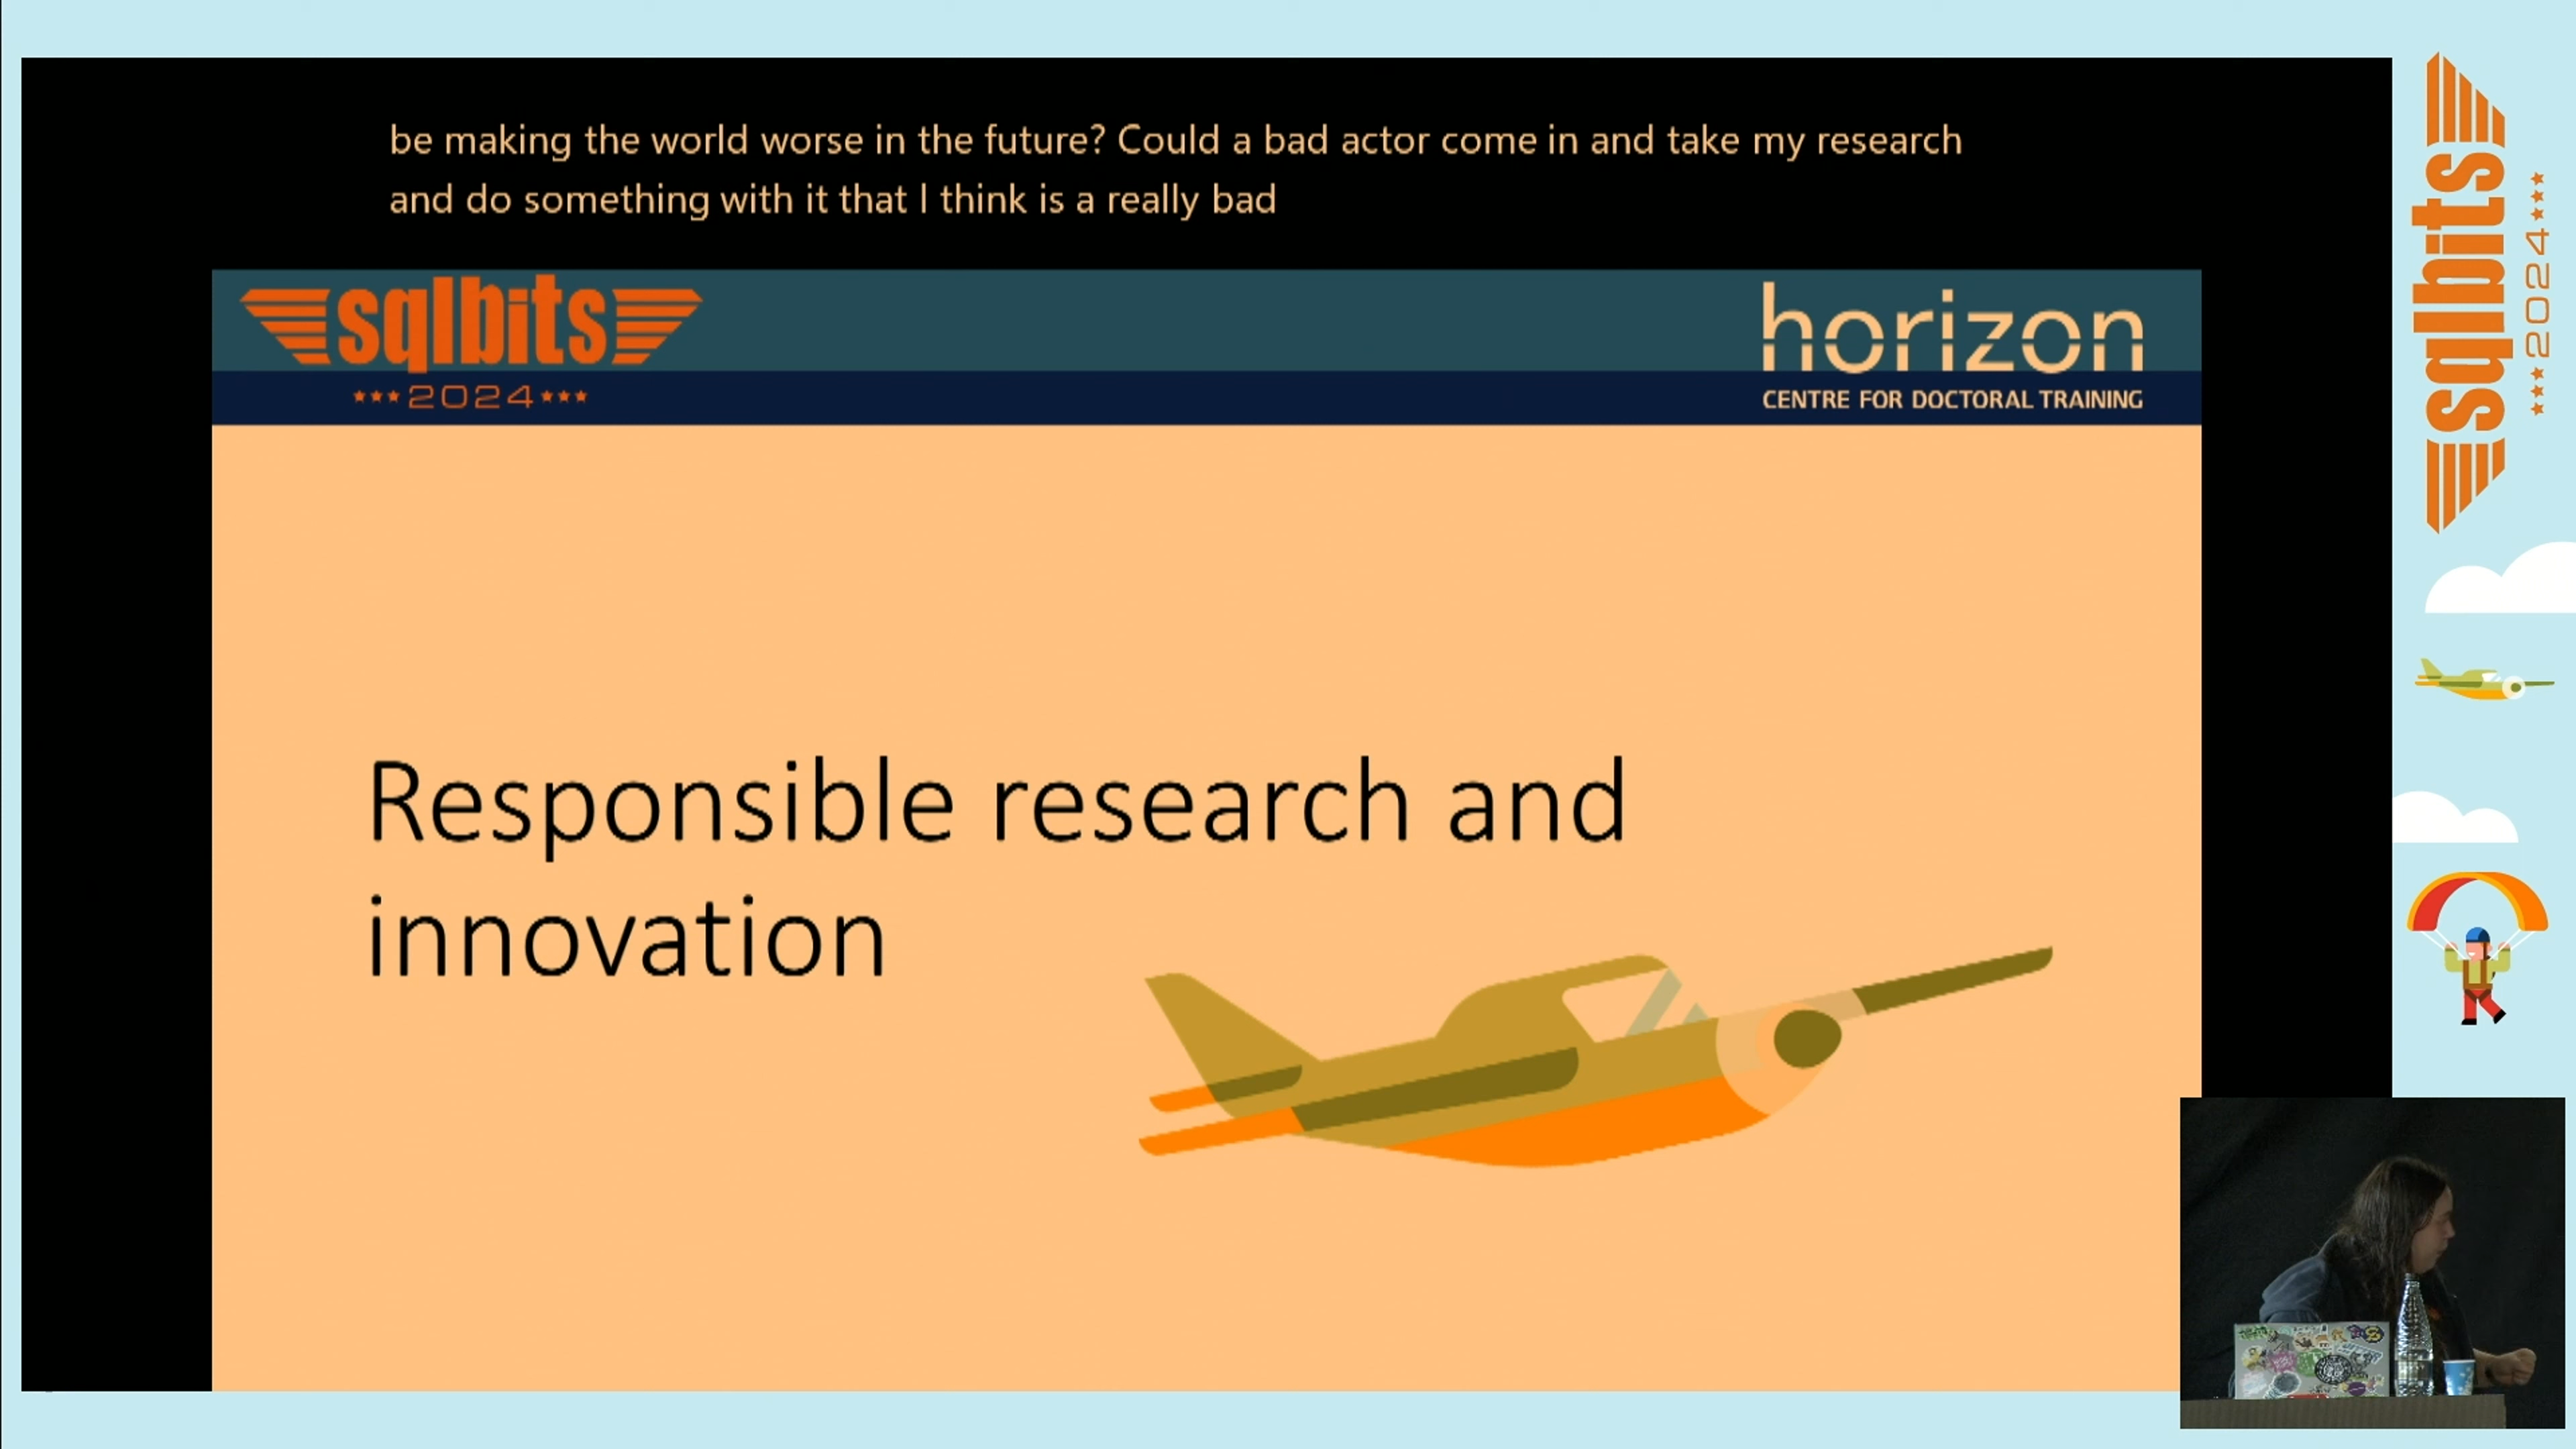 be making the world worse in the future? Could a bad actor come in and take my research
and do something with it that I think is a really bad
sqlbits
2024
horizon
CENTRE FOR DOCTORAL TRAINING
Responsible research and
innovation
sqlbits
2024